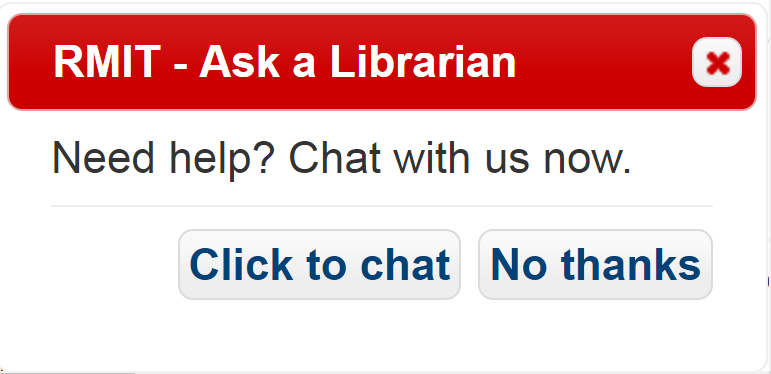 RMIT - Ask a Librarian
Need help? Chat with us now.
Click to chat No thanks